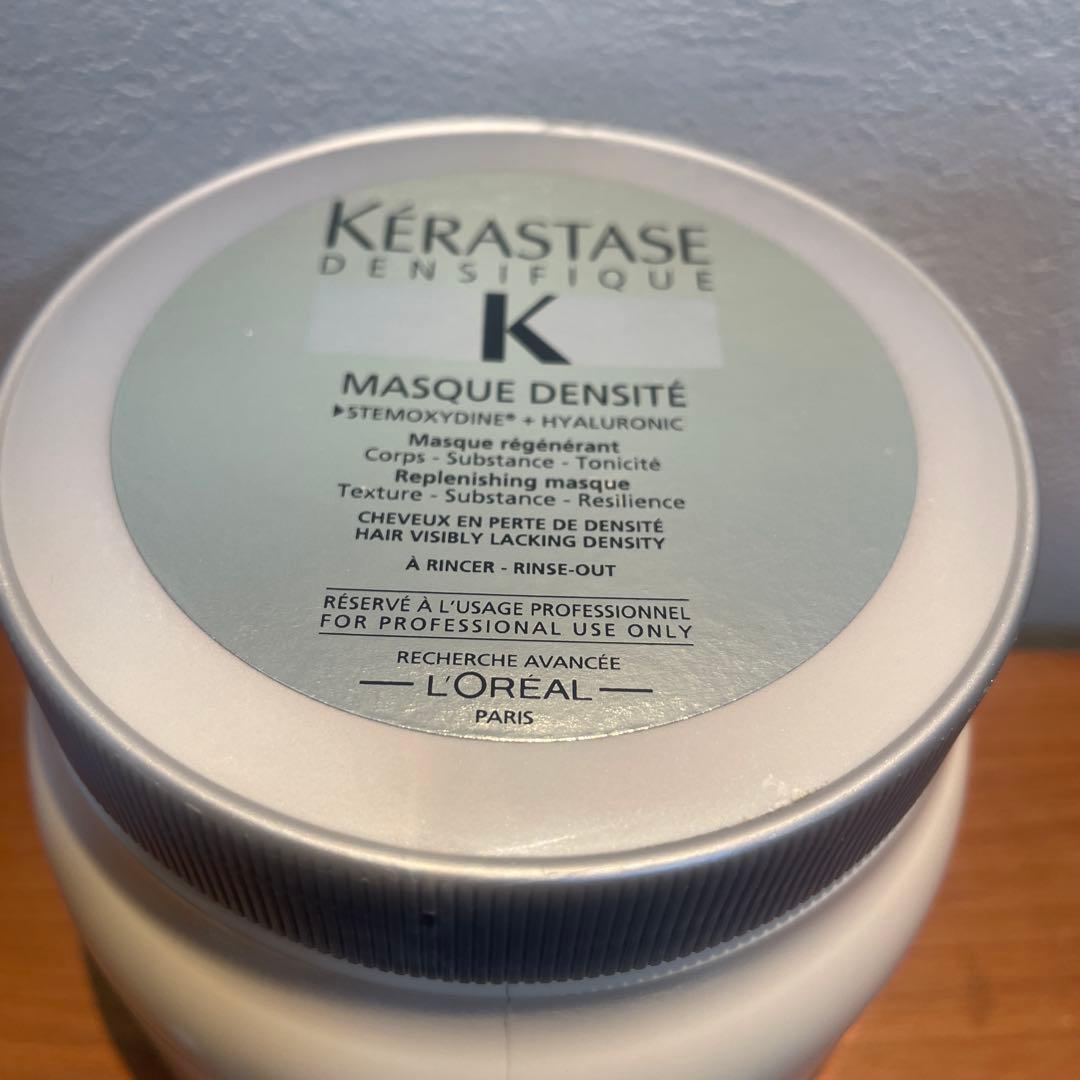 KÉRASTASE
DENSIFIQUE
K
MASQUE DENSITÉ
▶STEMOXYDINE® + HYALURONIC
Masque régénérant
Corps - Substance - Tonicité
Replenishing masque
Texture - Substance - Resilience
CHEVEUX EN PERTE DE DENSITÉ
HAIR VISIBLY LACKING DENSITY
À RINCER - RINSE-OUT
RÉSERVÉ À L'USAGE PROFESSIONNEL
FOR PROFESSIONAL USE ONLY
RECHERCHE AVANCÉE
— L'ORÉAL —
PARIS